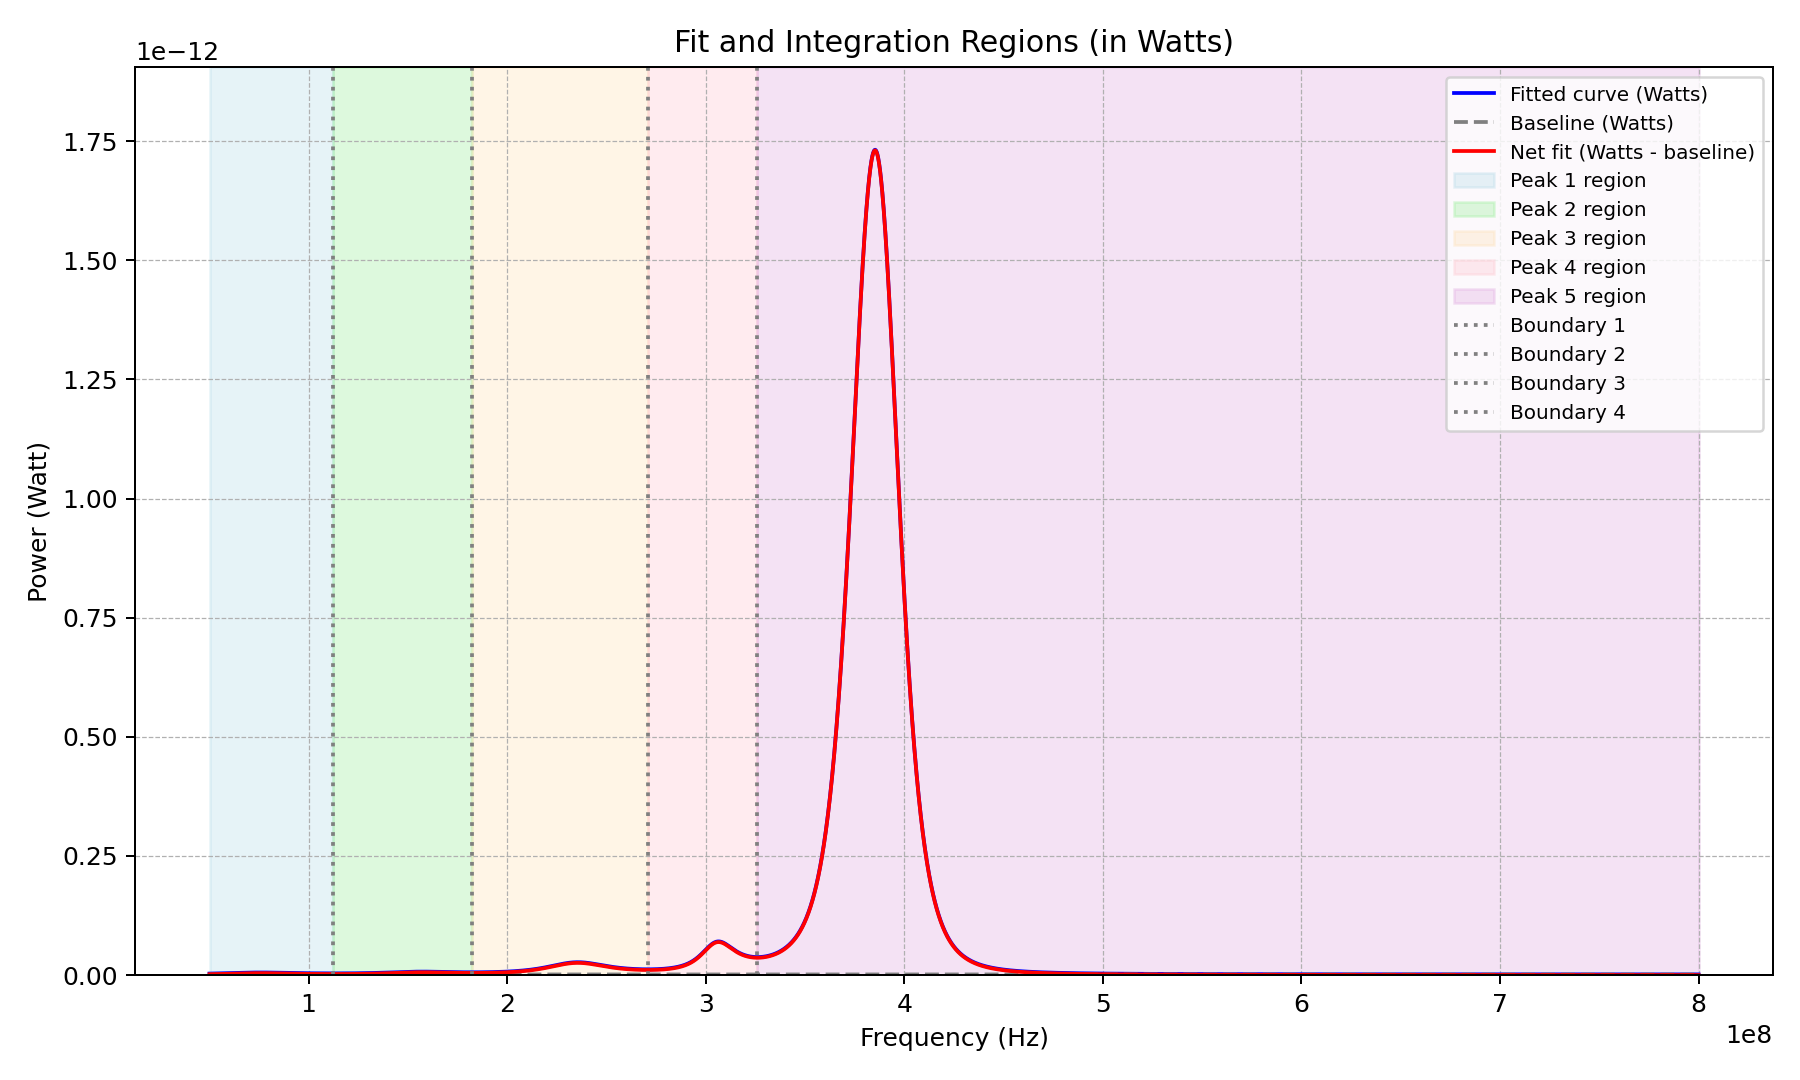 Fit and Integration Regions (in Watts)
1e−12
1.75
1.50
1.25
1.00
0.75
0.50
0.25
0.00
Power (Watt)
Fitted curve (Watts)
Baseline (Watts)
Net fit (Watts - baseline)
Peak 1 region
Peak 2 region
Peak 3 region
Peak 4 region
Peak 5 region
Boundary 1
Boundary 2
Boundary 3
Boundary 4
1 2 3 4 5 6 7 8
1e8
Frequency (Hz)